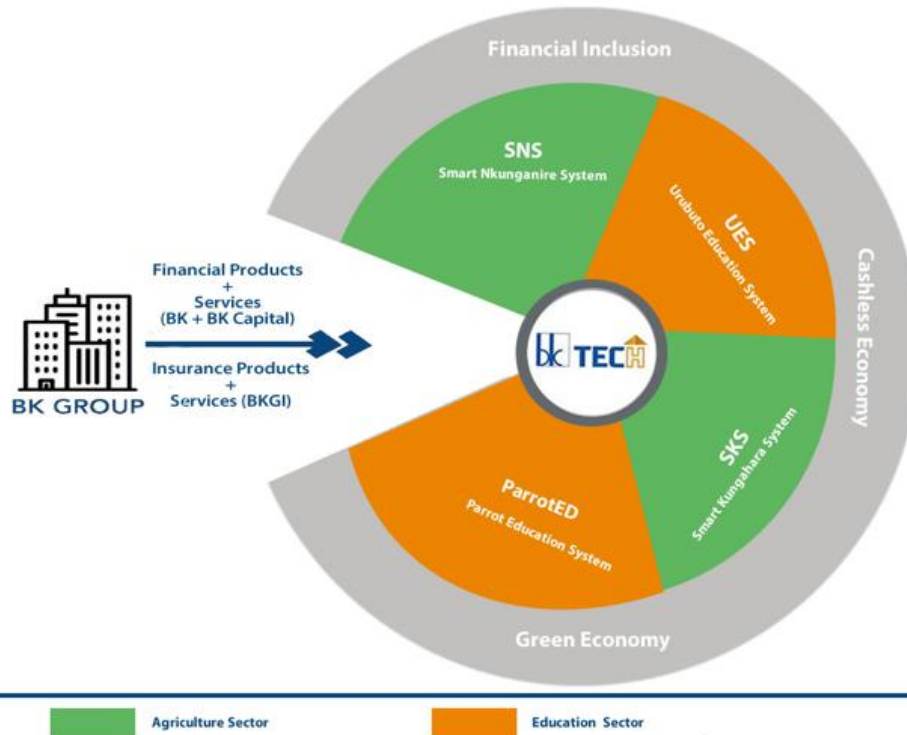 Financial Inclusion
SNS
Smart Nkunganire System
UES
Urubuto Education System
Cashless Economy
Financial Products
+
Services
(BK + BK Capital)
Insurance Products
+
Services (BKGI)
BK GROUP
bk TECH
SKS
Smart Kungahara System
ParrotED
Parrot Education System
Green Economy
Agriculture Sector
Education Sector